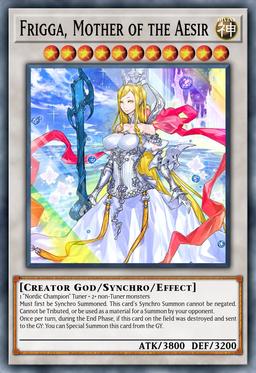 FRIGGA, MOTHER OF THE AESIR
神
[CREATOR GOD/SYNCHRO/EFFECT]
1 "Nordic Champion" Tuner + 2+ non-Tuner monsters
Must first be Synchro Summoned. This card's Synchro Summon cannot be negated.
Cannot be Tributed, or be used as a material for a Summon by your opponent.
Once per turn, during the End Phase, if this card on the field was destroyed and sent
to the GY: You can Special Summon this card from the GY.
ATK/3800 DEF/3200